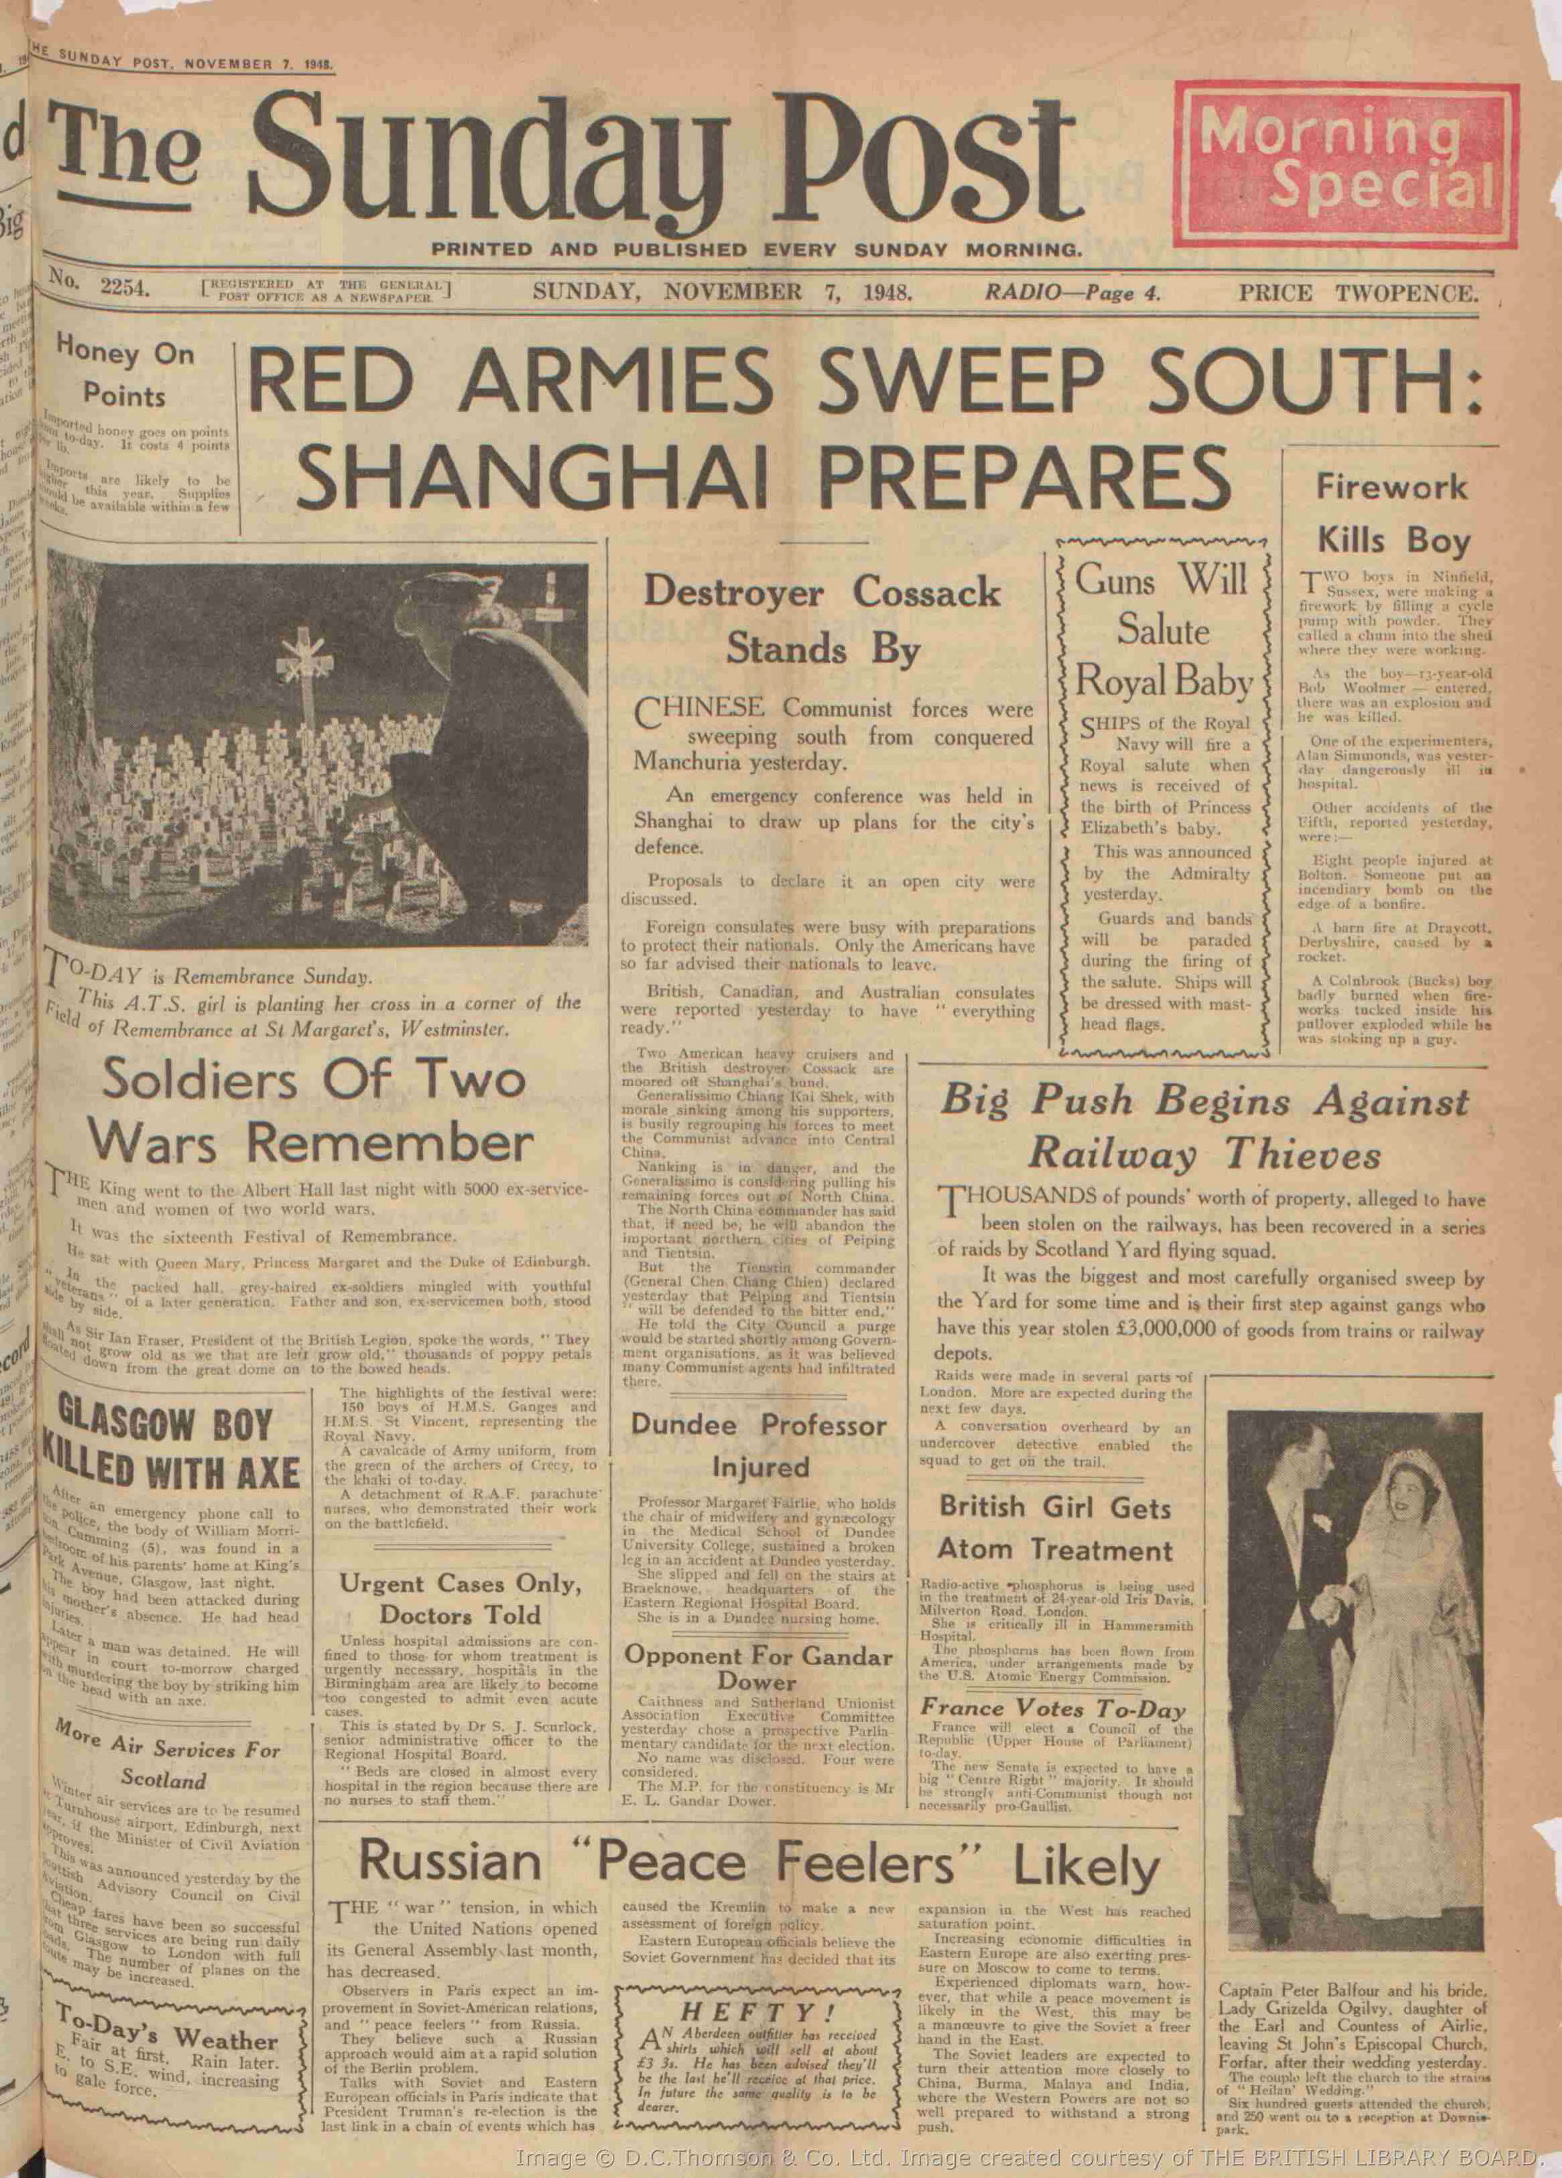 THE SUNDAY POST, NOVEMBER 7, 1948.
The Sunday Post
Morning
Special
PRINTED AND PUBLISHED EVERY SUNDAY MORNING.
No. 2254.
[REGISTERED AT THE GENERAL
POST OFFICE AS A NEWSPAPER.]
SUNDAY, NOVEMBER 7, 1948.
RADIO—Page 4.
PRICE TWOPENCE.
Honey On
Points
Imported honey goes on points
from to-day. It costs 4 points
per lb.
Imports are likely to be
higher this year. Supplies
should be available within a few
weeks.
RED ARMIES SWEEP SOUTH:
SHANGHAI PREPARES
TO-DAY is Remembrance Sunday.
This A.T.S. girl is planting her cross in a corner of the
Field of Remembrance at St Margaret's, Westminster.
Soldiers Of Two
Wars Remember
THE King went to the Albert Hall last night with 5000 ex-service-
men and women of two world wars.
It was the sixteenth Festival of Remembrance.
He sat with Queen Mary, Princess Margaret and the Duke of Edinburgh.
In the packed hall, grey-haired ex-soldiers mingled with youthful
"veterans" of a later generation. Father and son, ex-servicemen both, stood
side by side.
As Sir Ian Fraser, President of the British Legion, spoke the words, "They
shall not grow old as we that are left grow old," thousands of poppy petals
floated down from the great dome on to the bowed heads.
The highlights of the festival were:
150 boys of H.M.S. Ganges and
H.M.S. St Vincent, representing the
Royal Navy.
A cavalcade of Army uniform, from
the green of the archers of Crecy, to
the khaki of to-day.
A detachment of R.A.F. parachute
nurses, who demonstrated their work
on the battlefield.
GLASGOW BOY
KILLED WITH AXE
After an emergency phone call to
the police, the body of William Morri-
son Cumming (5), was found in a
bedroom of his parents' home at King's
Park Avenue, Glasgow, last night.
The boy had been attacked during
his mother's absence. He had head
injuries.
Later a man was detained. He will
appear in court to-morrow charged
with murdering the boy by striking him
on the head with an axe.
More Air Services For
Scotland
Winter air services are to be resumed
at Turnhouse airport, Edinburgh, next
year, if the Minister of Civil Aviation
approves.
This was announced yesterday by the
Scottish Advisory Council on Civil
Aviation.
Cheap fares have been so successful
that three services are being run daily
from Glasgow to London with full
loads. The number of planes on the
route may be increased.
To-Day's Weather
Fair at first. Rain later.
E. to S.E. wind, increasing
to gale force.
Urgent Cases Only,
Doctors Told
Unless hospital admissions are con-
fined to those for whom treatment is
urgently necessary, hospitals in the
Birmingham area are likely to become
too congested to admit even acute
cases.
This is stated by Dr S. J. Scurlock,
senior administrative officer to the
Regional Hospital Board.
"Beds are closed in almost every
hospital in the region because there are
no nurses to staff them."
Destroyer Cossack
Stands By
CHINESE Communist forces were
sweeping south from conquered
Manchuria yesterday.
An emergency conference was held in
Shanghai to draw up plans for the city's
defence.
Proposals to declare it an open city were
discussed.
Foreign consulates were busy with preparations
to protect their nationals. Only the Americans have
so far advised their nationals to leave.
British, Canadian, and Australian consulates
were reported yesterday to have "everything
ready."
Two American heavy cruisers and
the British destroyer Cossack are
moored off Shanghai's bund.
Generalissimo Chiang Kai Shek, with
morale sinking among his supporters,
is busily regrouping his forces to meet
the Communist advance into Central
China.
Nanking is in danger, and the
Generalissimo is considering pulling his
remaining forces out of North China.
The North China commander has said
that, if need be, he will abandon the
important northern cities of Peiping
and Tientsin.
But the Tientsin commander
(General Chen Chang Chien) declared
yesterday that Peiping and Tientsin
"will be defended to the bitter end."
He told the City Council a purge
would be started shortly among Govern-
ment organisations, as it was believed
many Communist agents had infiltrated
there.
Dundee Professor
Injured
Professor Margaret Fairlie, who holds
the chair of midwifery and gynæcology
in the Medical School of Dundee
University College, sustained a broken
leg in an accident at Dundee yesterday.
She slipped and fell on the stairs at
Braeknowe, headquarters of the
Eastern Regional Hospital Board.
She is in a Dundee nursing home.
Opponent For Gandar
Dower
Caithness and Sutherland Unionist
Association Executive Committee
yesterday chose a prospective Parlia-
mentary candidate for the next election.
No name was disclosed. Four were
considered.
The M.P. for the constituency is Mr
E. L. Gandar Dower.
Guns Will
Salute
Royal Baby
SHIPS of the Royal
Navy will fire a
Royal salute when
news is received of
the birth of Princess
Elizabeth's baby.
This was announced
by the Admiralty
yesterday.
Guards and bands
will be paraded
during the firing of
the salute. Ships will
be dressed with mast-
head flags.
Firework
Kills Boy
TWO boys in Ninfield,
Sussex, were making a
firework by filling a cycle
pump with powder. They
called a chum into the shed
where they were working.
As the boy—13-year-old
Bob Woolmer—entered,
there was an explosion and
he was killed.
One of the experimenters,
Alan Simmonds, was yester-
day dangerously ill in
hospital.
Other accidents of the
Fifth, reported yesterday,
were:—
Eight people injured at
Bolton. Someone put an
incendiary bomb on the
edge of a bonfire.
A barn fire at Draycott,
Derbyshire, caused by a
rocket.
A Colnbrook (Bucks) boy
badly burned when fire-
works tucked inside his
pullover exploded while he
was stoking up a guy.
Big Push Begins Against
Railway Thieves
THOUSANDS of pounds' worth of property, alleged to have
been stolen on the railways, has been recovered in a series
of raids by Scotland Yard flying squad.
It was the biggest and most carefully organised sweep by
the Yard for some time and is their first step against gangs who
have this year stolen £3,000,000 of goods from trains or railway
depots.
Raids were made in several parts of
London. More are expected during the
next few days.
A conversation overheard by an
undercover detective enabled the
squad to get on the trail.
British Girl Gets
Atom Treatment
Radio-active phosphorus is being used
in the treatment of 24-year-old Iris Davis,
Milverton Road, London.
She is critically ill in Hammersmith
Hospital.
The phosphorus has been flown from
America, under arrangements made by
the U.S. Atomic Energy Commission.
France Votes To-Day
France will elect a Council of the
Republic (Upper House of Parliament)
to-day.
The new Senate is expected to have a
big "Centre Right" majority. It should
be strongly anti-Communist though not
necessarily pro-Gaullist.
Russian "Peace Feelers" Likely
THE "war" tension, in which
the United Nations opened
its General Assembly last month,
has decreased.
Observers in Paris expect an im-
provement in Soviet-American relations,
and "peace feelers" from Russia.
They believe such a Russian
approach would aim at a rapid solution
of the Berlin problem.
Talks with Soviet and Eastern
European officials in Paris indicate that
President Truman's re-election is the
last link in a chain of events which has
caused the Kremlin to make a new
assessment of foreign policy.
Eastern European officials believe the
Soviet Government has decided that its
expansion in the West has reached
saturation point.
Increasing economic difficulties in
Eastern Europe are also exerting pres-
sure on Moscow to come to terms.
Experienced diplomats warn, how-
ever, that while a peace movement is
likely in the West, this may be
a manœuvre to give the Soviet a freer
hand in the East.
The Soviet leaders are expected to
turn their attention more closely to
China, Burma, Malaya and India,
where the Western Powers are not so
well prepared to withstand a strong
push.
HEFTY!
AN Aberdeen outfitter has received
shirts which will sell at about
£3 3s. He has been advised they'll
be the last he'll receive at that price.
In future the same quality is to be
dearer.
Captain Peter Balfour and his bride,
Lady Grizelda Ogilvy, daughter of
the Earl and Countess of Airlie,
leaving St John's Episcopal Church,
Forfar, after their wedding yesterday.
The couple left the church to the strains
of "Heilan' Wedding."
Six hundred guests attended the church,
and 250 went on to a reception at Downie-
park.
Image © D.C.Thomson & Co. Ltd. Image created courtesy of THE BRITISH LIBRARY BOARD.